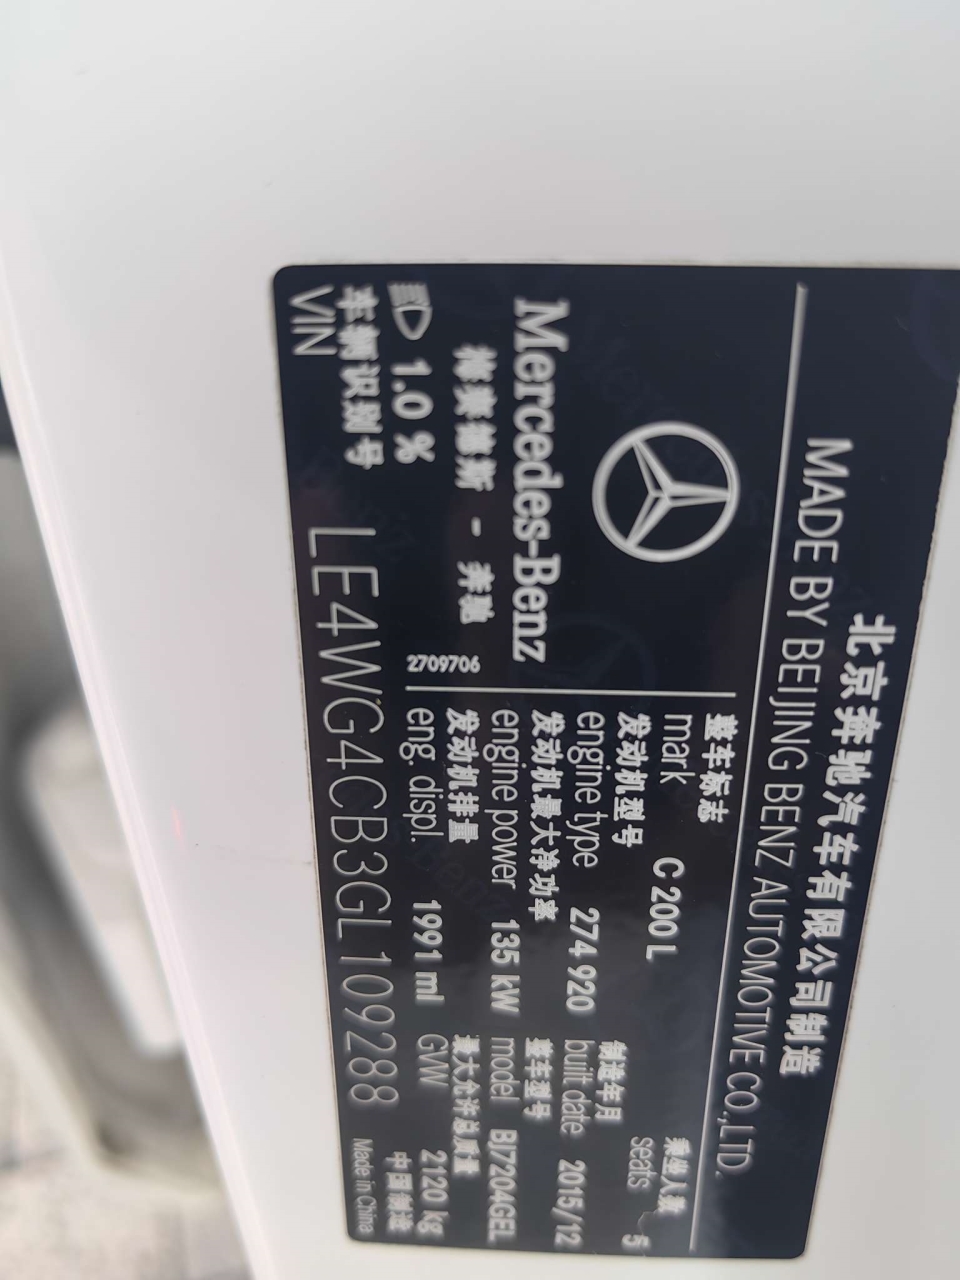 北京奔驰汽车有限公司制造
MADE BY BEIJING BENZ AUTOMOTIVE CO.,LTD.
Mercedes-Benz
梅赛德斯 - 奔驰
1.0 %
2709706
整车标志
mark C 200 L
乘坐人数
seats 5
发动机型号
engine type 274 920
制造年月
built date 2015/12
发动机最大净功率
engine power 135 kW
整车型号
model BJ7204GEL
发动机排量
eng. displ. 1991 ml
最大允许总质量
GVW 2120 kg
车辆识别号
VIN LE4WG4CB3GL109288
中国制造
Made in China